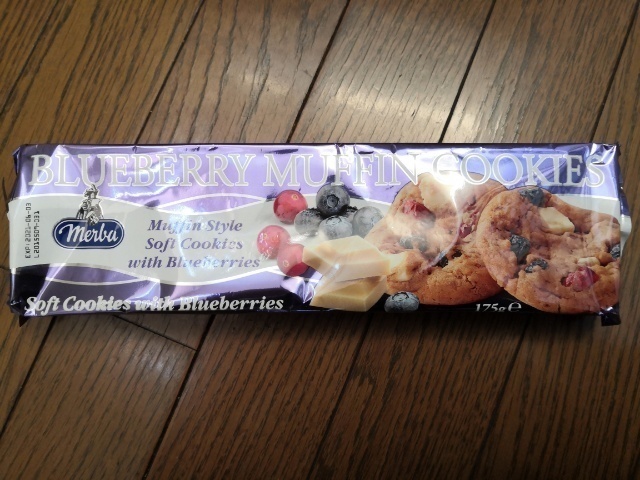 BLUEBERRY MUFFIN COOKIES
Merba
Muffin Style
Soft Cookies
with Blueberries
Soft Cookies with Blueberries
175g ℮